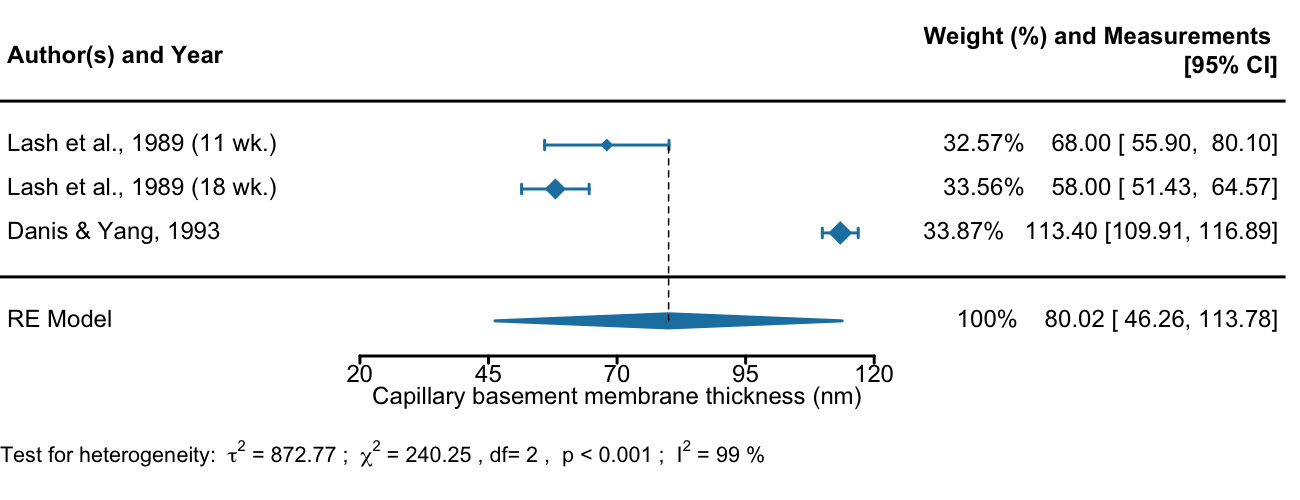 Author(s) and Year
Weight (%) and Measurements
[95% CI]
Lash et al., 1989 (11 wk.) 32.57% 68.00 [ 55.90, 80.10]
Lash et al., 1989 (18 wk.) 33.56% 58.00 [ 51.43, 64.57]
Danis & Yang, 1993 33.87% 113.40 [109.91, 116.89]
RE Model 100% 80.02 [ 46.26, 113.78]
20 45 70 95 120
Capillary basement membrane thickness (nm)
Test for heterogeneity: τ² = 872.77 ; χ² = 240.25 , df= 2 , p < 0.001 ; I² = 99 %